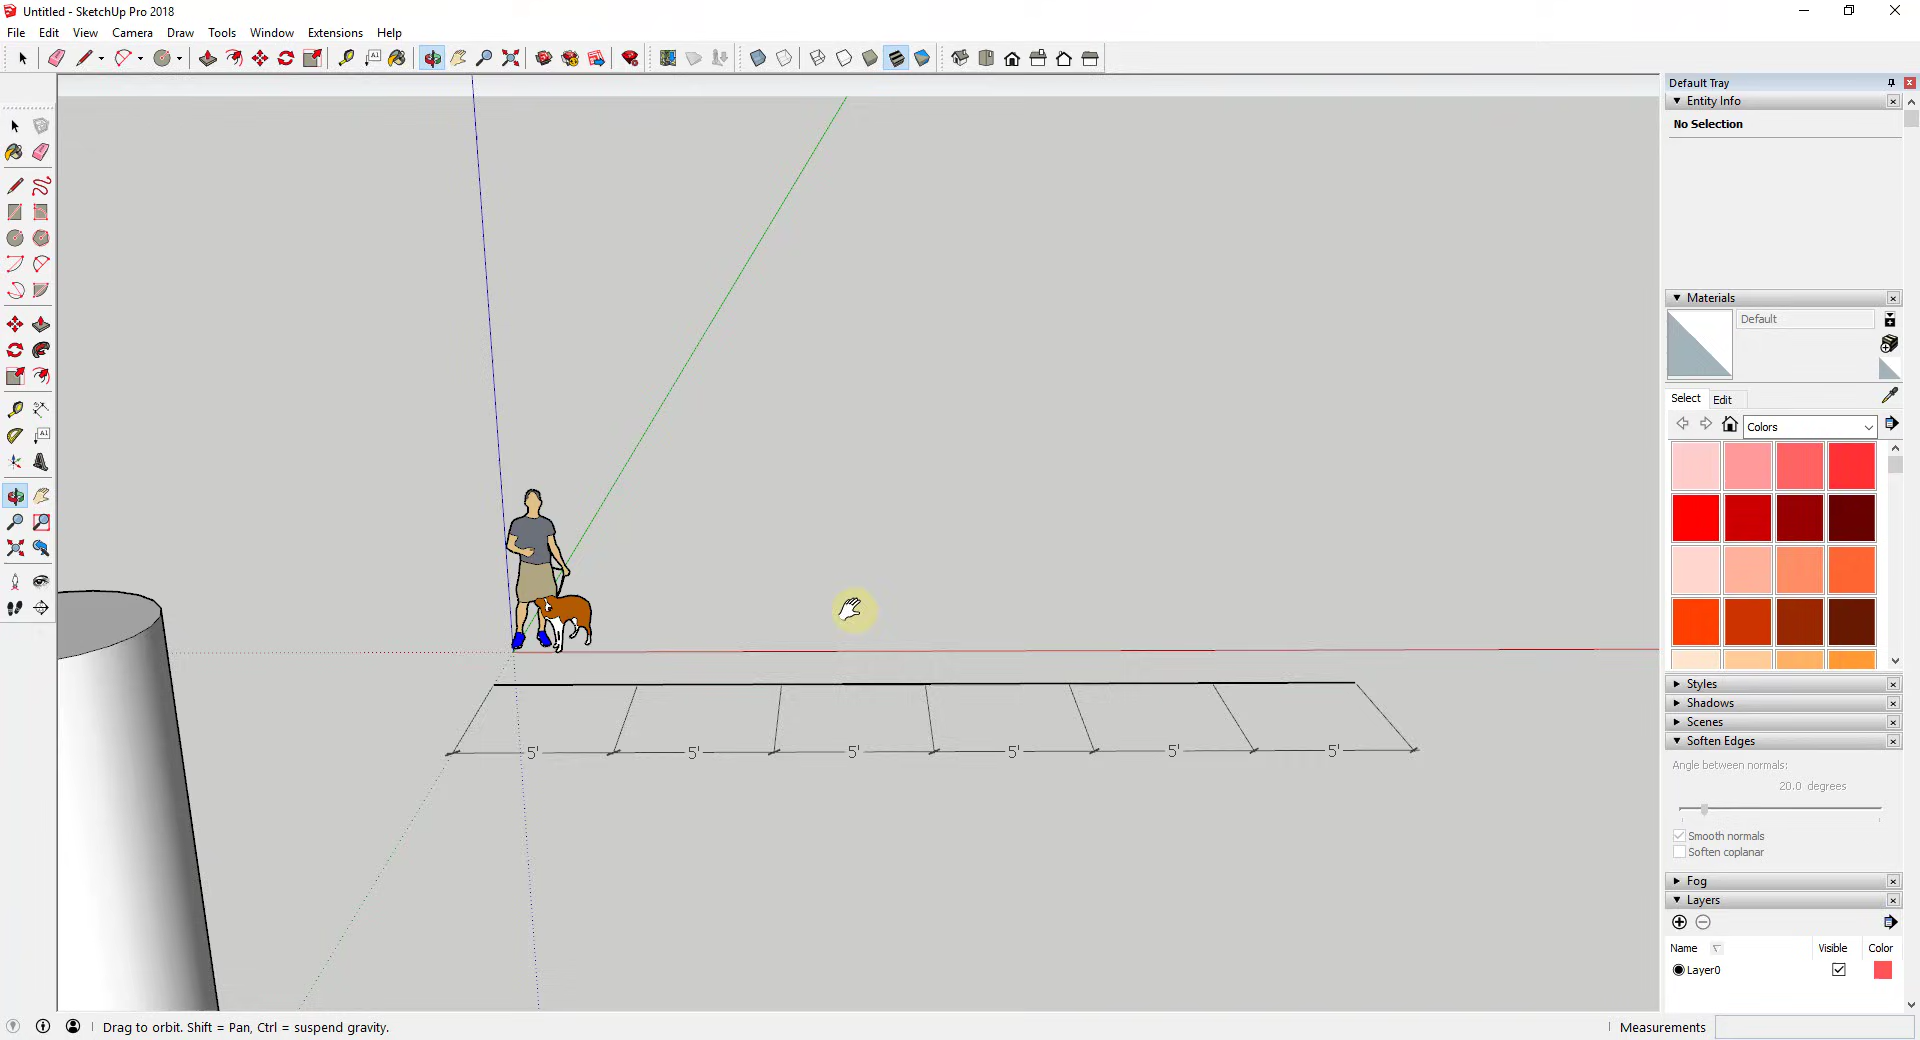 Untitled - SketchUp Pro 2018
File Edit View Camera Draw Tools Window Extensions Help
Default Tray
Entity Info
No Selection
Materials
Default
Select Edit
Colors
Styles
Shadows
Scenes
Soften Edges
Angle between normals:
20.0 degrees
Smooth normals
Soften coplanar
Fog
Layers
Name Visible Color
Layer0
A1
A1
5' 5' 5' 5' 5' 5'
Drag to orbit. Shift = Pan, Ctrl = suspend gravity.
Measurements